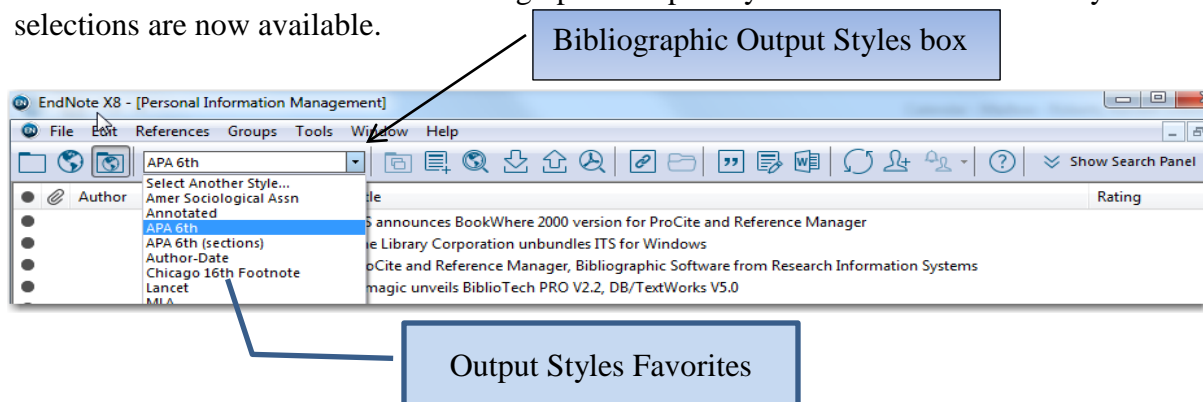 selections are now available.
Bibliographic Output Styles box
EndNote X8 - [Personal Information Management]
File Edit References Groups Tools Window Help
APA 6th
Show Search Panel
Author
Rating
Select Another Style...
Amer Sociological Assn
Annotated
APA 6th
APA 6th (sections)
Author-Date
Chicago 16th Footnote
Lancet
MLA
announces BookWhere 2000 version for ProCite and Reference Manager
Library Corporation unbundles ITS for Windows
and Reference Manager, Bibliographic Software from Research Information Systems
unveils BiblioTech PRO V2.2, DB/TextWorks V5.0
Output Styles Favorites